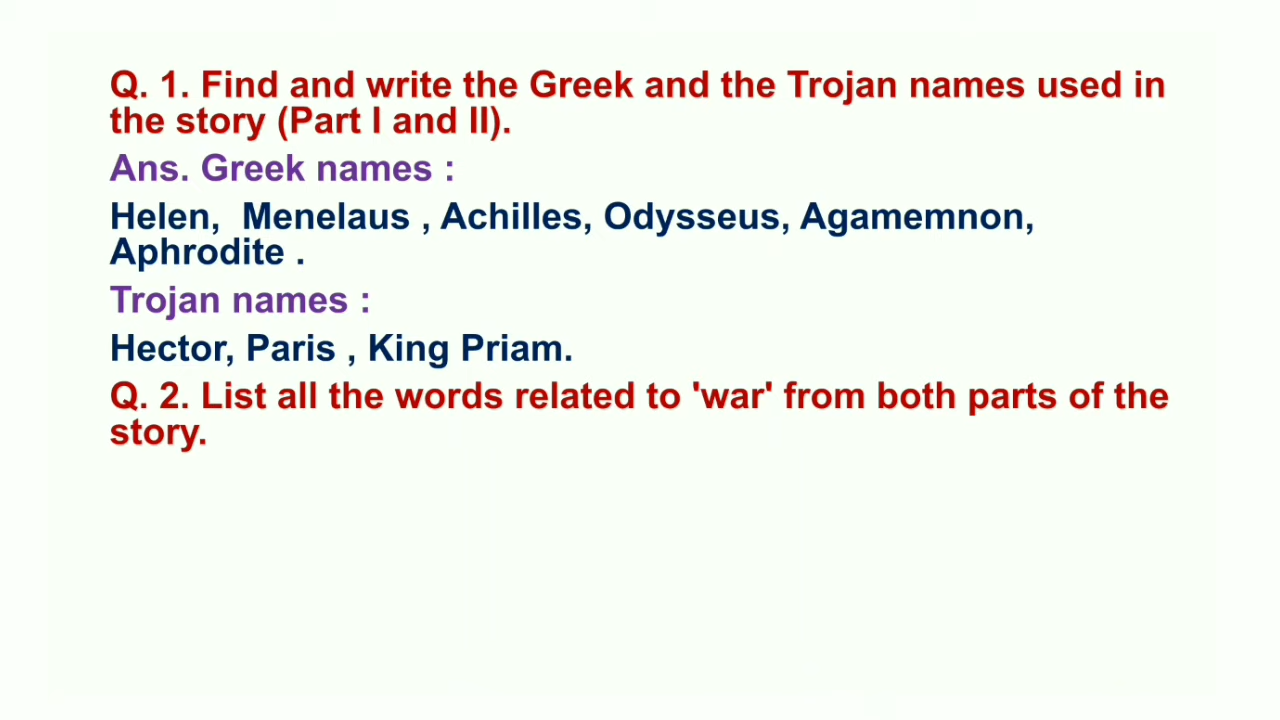 Q. 1. Find and write the Greek and the Trojan names used in
the story (Part I and II).
Ans. Greek names :
Helen,  Menelaus , Achilles, Odysseus, Agamemnon,
Aphrodite .
Trojan names :
Hector, Paris , King Priam.
Q. 2. List all the words related to 'war' from both parts of the
story.